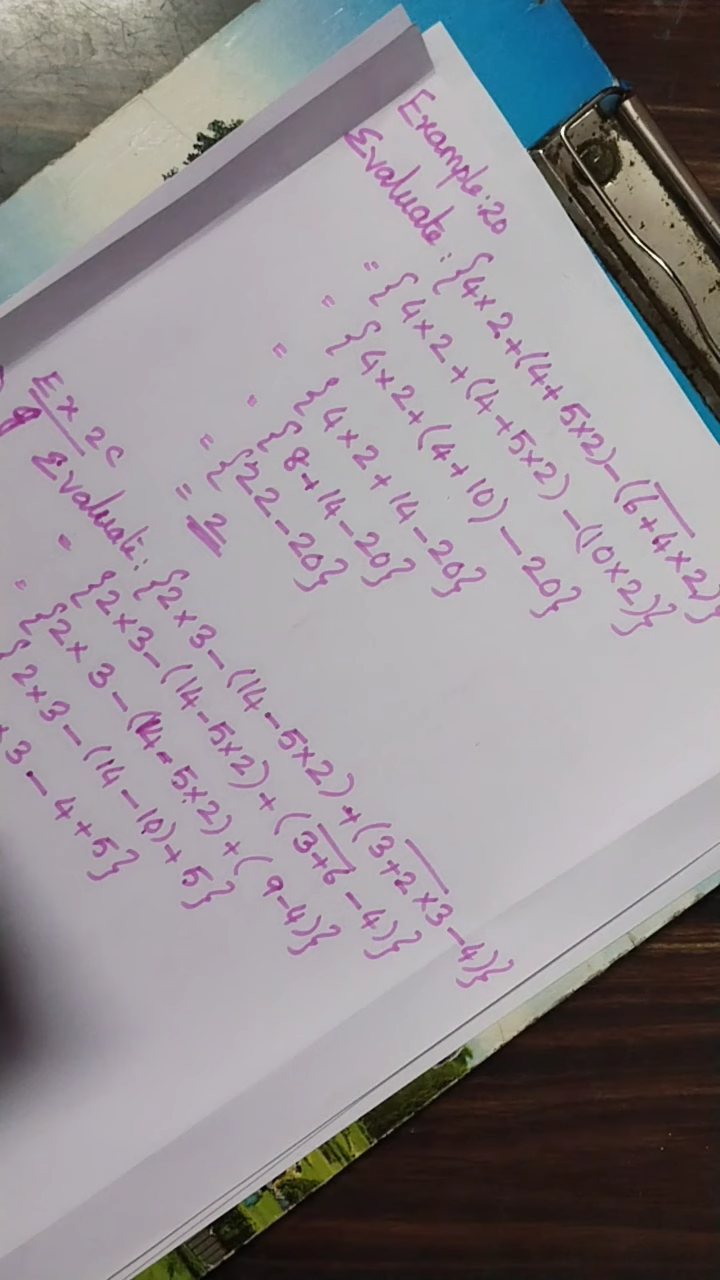 Example:20
Evaluate: {4×2+(4+5×2)-(6+4×2)}
= {4×2+(4+5×2)-(10×2)}
= {4×2+(4+10)-20}
= {4×2+14-20}
= {8+14-20}
= {22-20}
= 2
Ex 2c
9 Evaluate: {2×3-(14-5×2)+(3+2×3-4)}
= {2×3-(14-5×2)+(3+6-4)}
= {2×3-(14-5×2)+(9-4)}
{2×3-(14-10)+5}
×3-4+5}